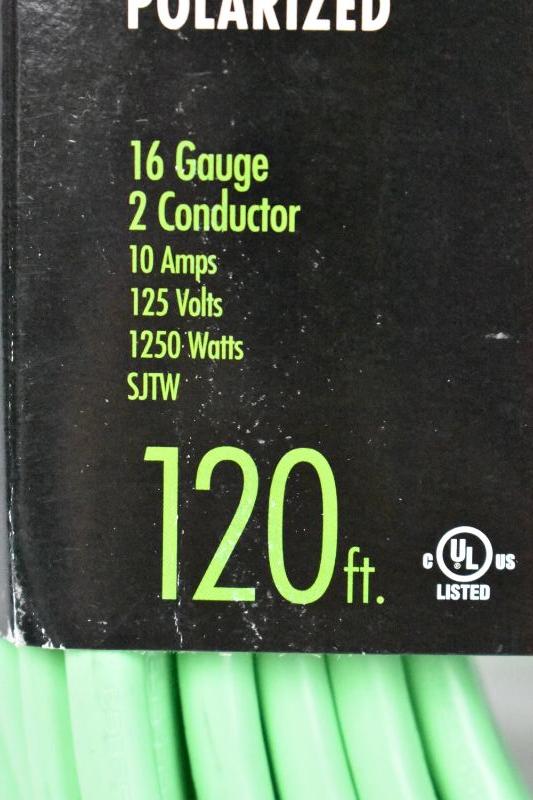 POLARIZED
16 Gauge
2 Conductor
10 Amps
125 Volts
1250 Watts
SJTW
120 ft.
C UL ® US
LISTED